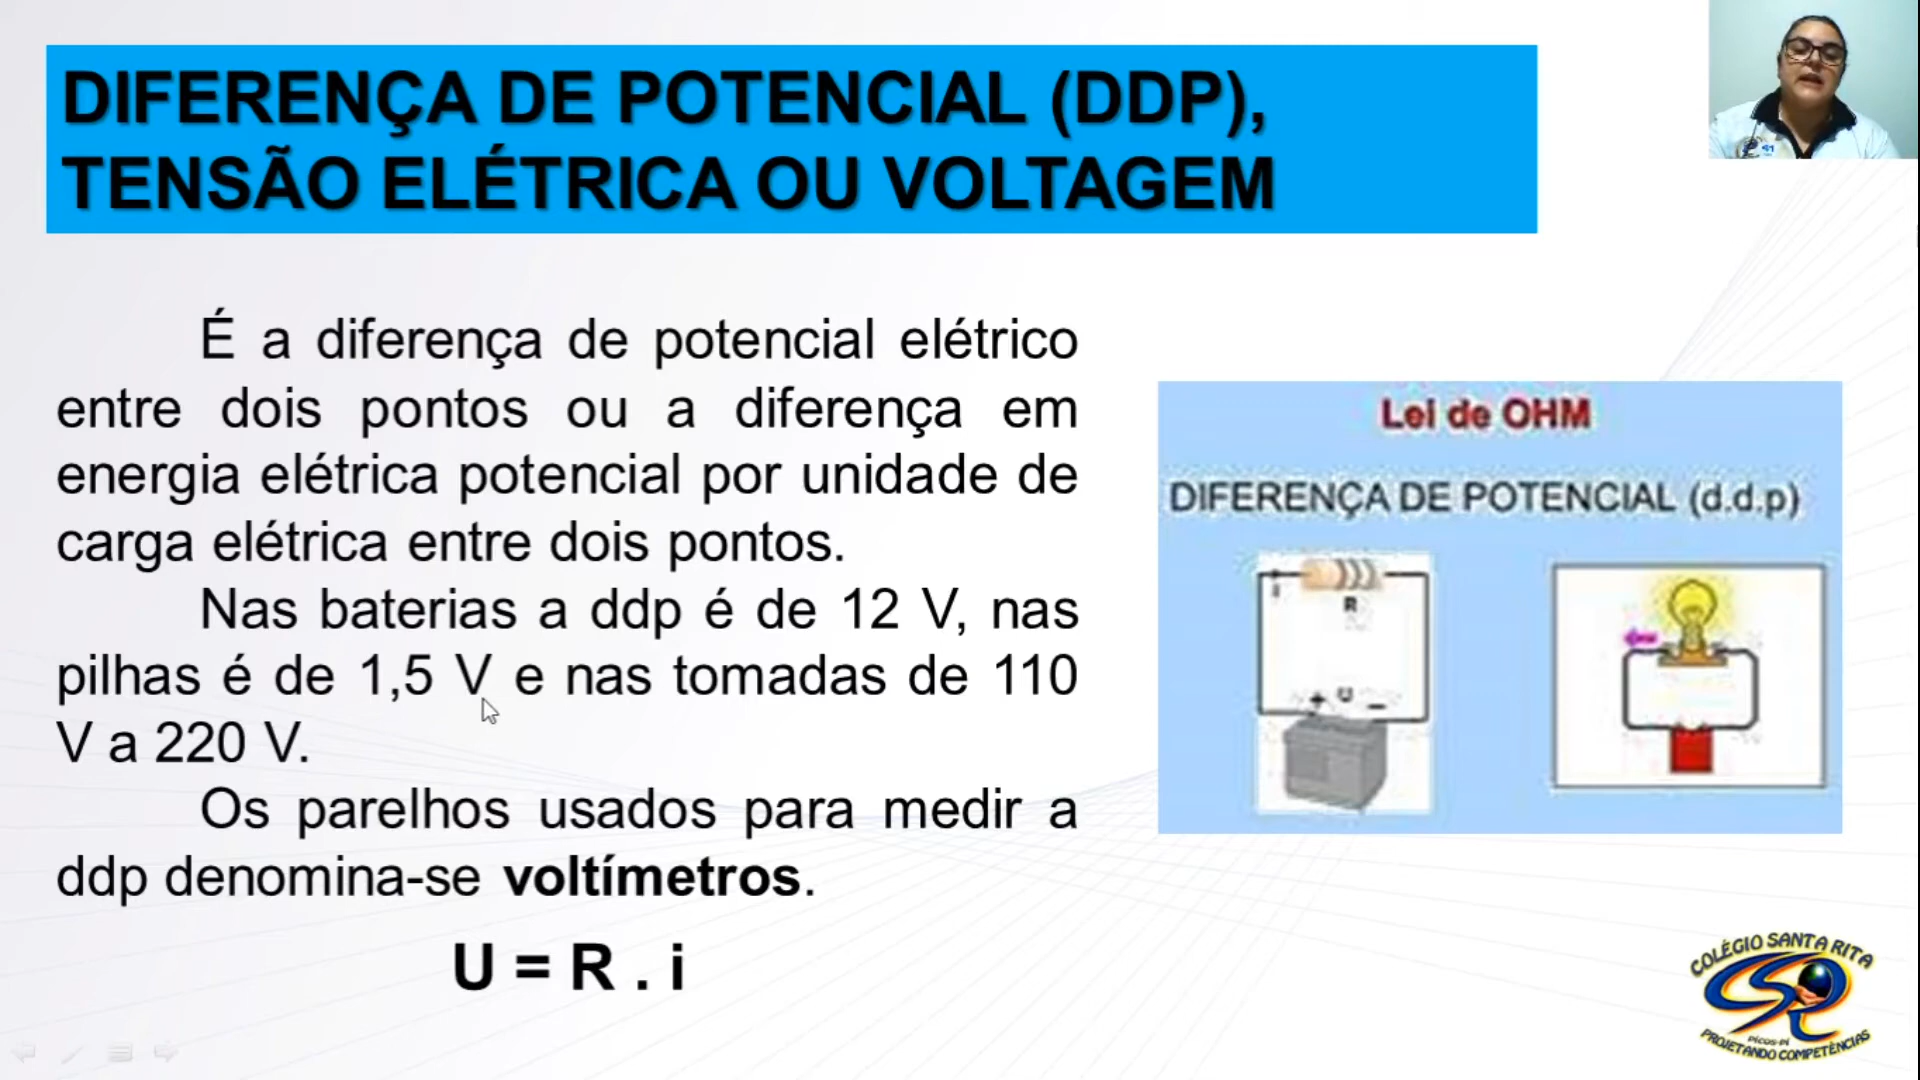 DIFERENÇA DE POTENCIAL (DDP),
TENSÃO ELÉTRICA OU VOLTAGEM
É a diferença de potencial elétrico
entre dois pontos ou a diferença em
energia elétrica potencial por unidade de
carga elétrica entre dois pontos.
Nas baterias a ddp é de 12 V, nas
pilhas é de 1,5 V e nas tomadas de 110
V a 220 V.
Os parelhos usados para medir a
ddp denomina-se voltímetros.
U = R . i
Lei de OHM
DIFERENÇA DE POTENCIAL (d.d.p)
i
R
+ U –
COLÉGIO SANTA RITA
PICOS-PI
PROJETANDO COMPETÊNCIAS